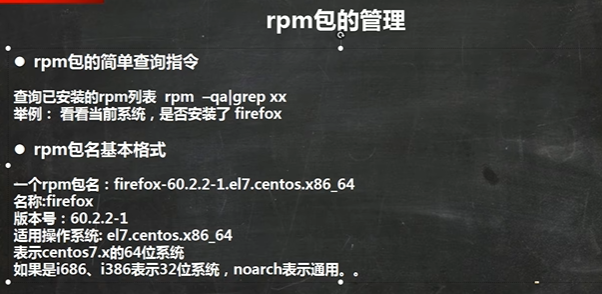 rpm包的管理
● rpm包的简单查询指令
查询已安装的rpm列表 rpm –qa|grep xx
举例： 看看当前系统，是否安装了 firefox
● rpm包名基本格式
一个rpm包名：firefox-60.2.2-1.el7.centos.x86_64
名称:firefox
版本号：60.2.2-1
适用操作系统: el7.centos.x86_64
表示centos7.x的64位系统
如果是i686、i386表示32位系统，noarch表示通用。。